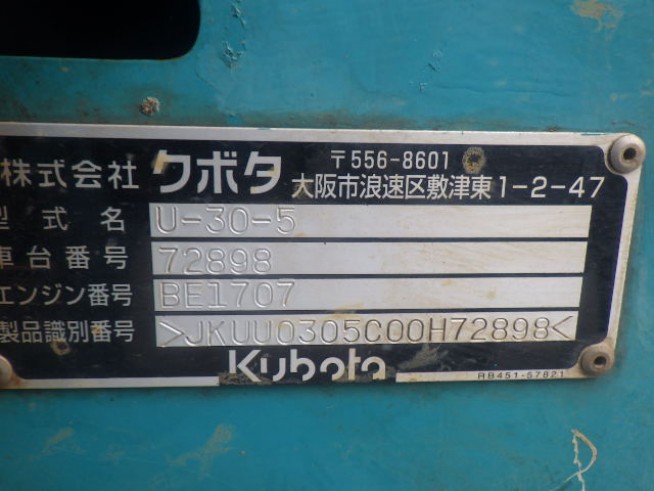 株式会社 クボタ 〒556-8601
大阪市浪速区敷津東1-2-47
型式名 U-30-5
車台番号 72898
エンジン番号 BE1707
製品識別番号 >JKUU0305C00H72898<
Kubota
RB451-57821